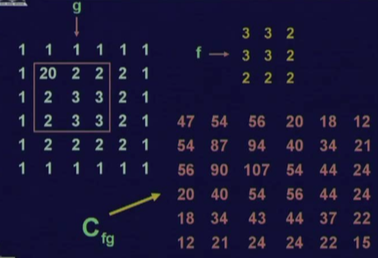 g
1 1 1 1 1 1
1 20 2 2 2 1
1 2 3 3 2 1
1 2 3 3 2 1
1 2 2 2 2 1
1 1 1 1 1 1
f
3 3 2
3 3 2
2 2 2
47 54 56 20 18 12
54 87 94 40 34 21
56 90 107 54 44 24
20 40 54 56 44 24
18 34 43 44 37 22
12 21 24 24 22 15
Cfg